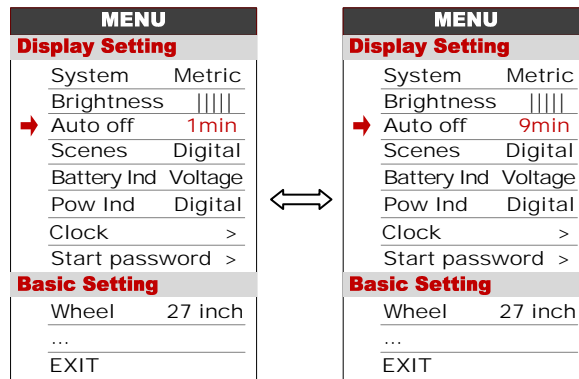 MENU
Display Setting
System Metric
Brightness |||||
Auto off 1min
Scenes Digital
Battery Ind Voltage
Pow Ind Digital
Clock >
Start password >
Basic Setting
Wheel 27 inch
...
EXIT
MENU
Display Setting
System Metric
Brightness |||||
Auto off 9min
Scenes Digital
Battery Ind Voltage
Pow Ind Digital
Clock >
Start password >
Basic Setting
Wheel 27 inch
...
EXIT